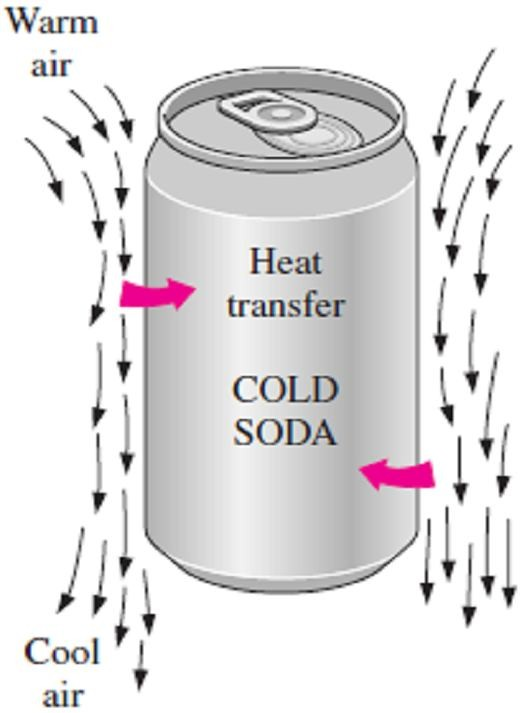 Warm
air
Heat
transfer
COLD
SODA
Cool
air